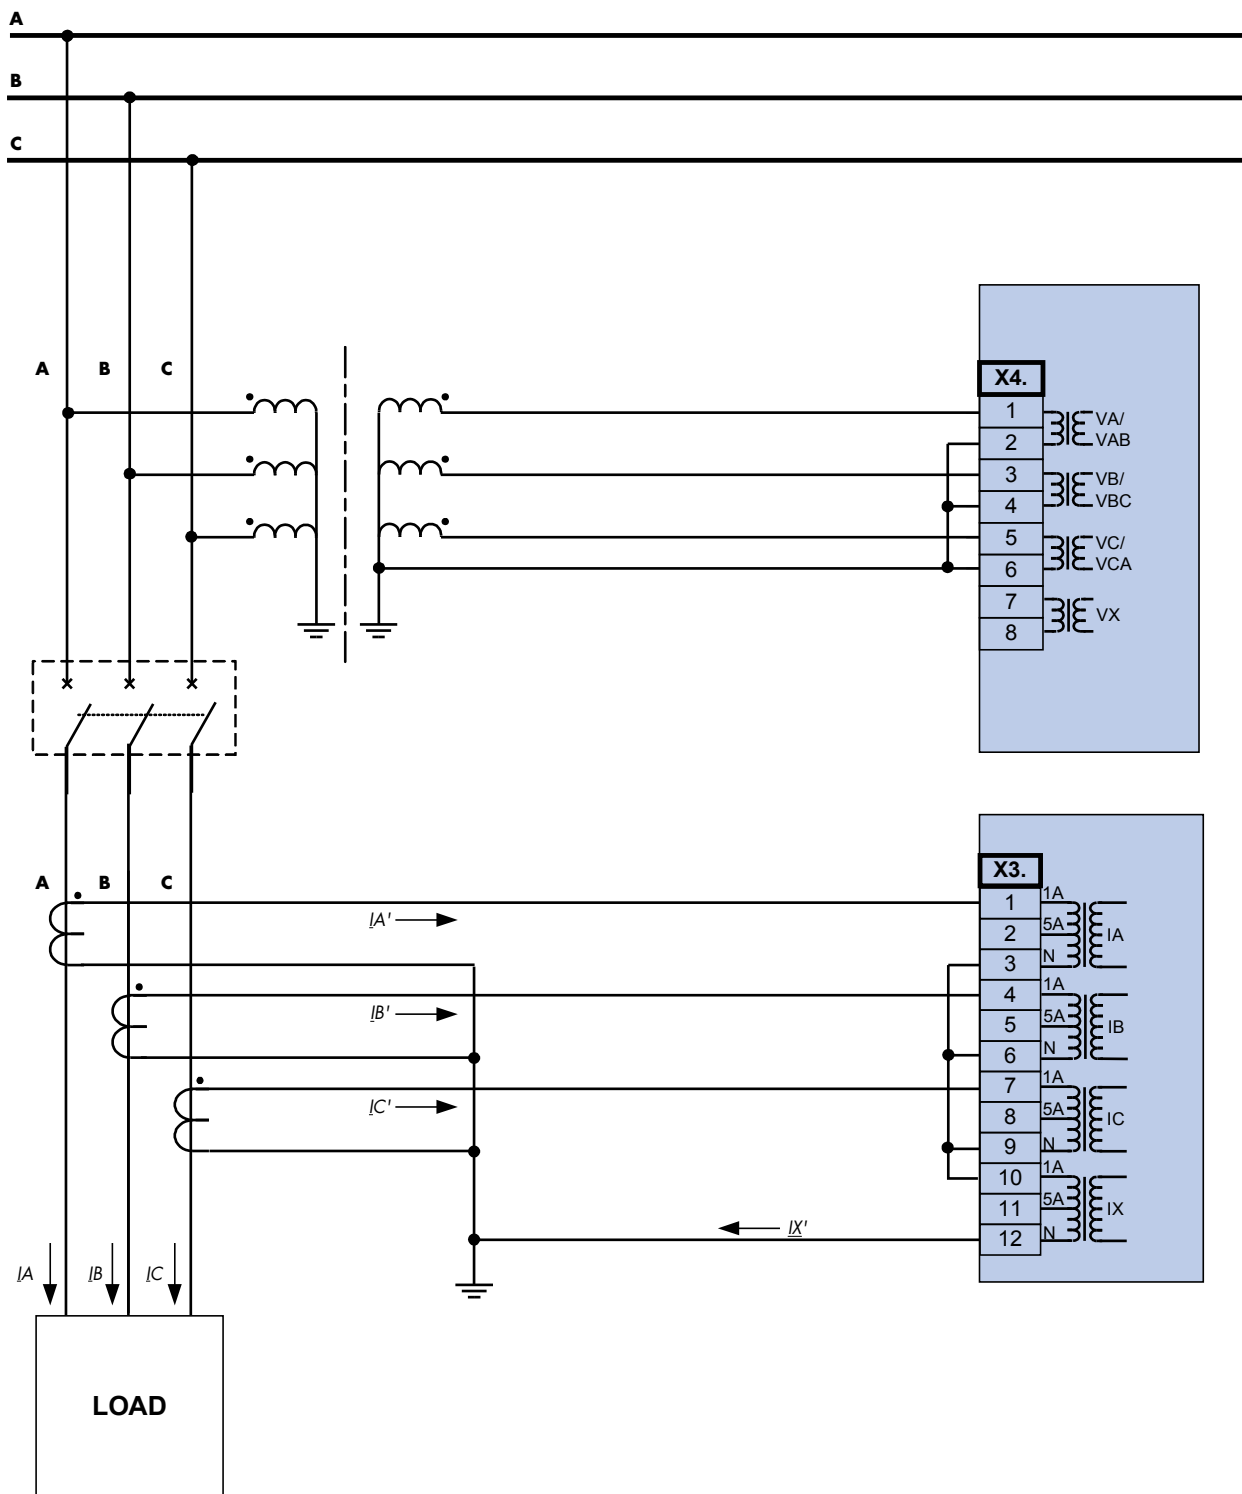 A
B
C
A B C
X4.
1 VA/
2 VAB
3 VB/
4 VBC
5 VC/
6 VCA
7
VX
8
A B C
X3.
1 1A
IA'
2 5A IA
3 N
4 1A
IB'
5 5A IB
6 N
7 1A
IC'
8 5A IC
9 N
10 1A
11 5A IX
IX'
12 N
IA IB IC
LOAD